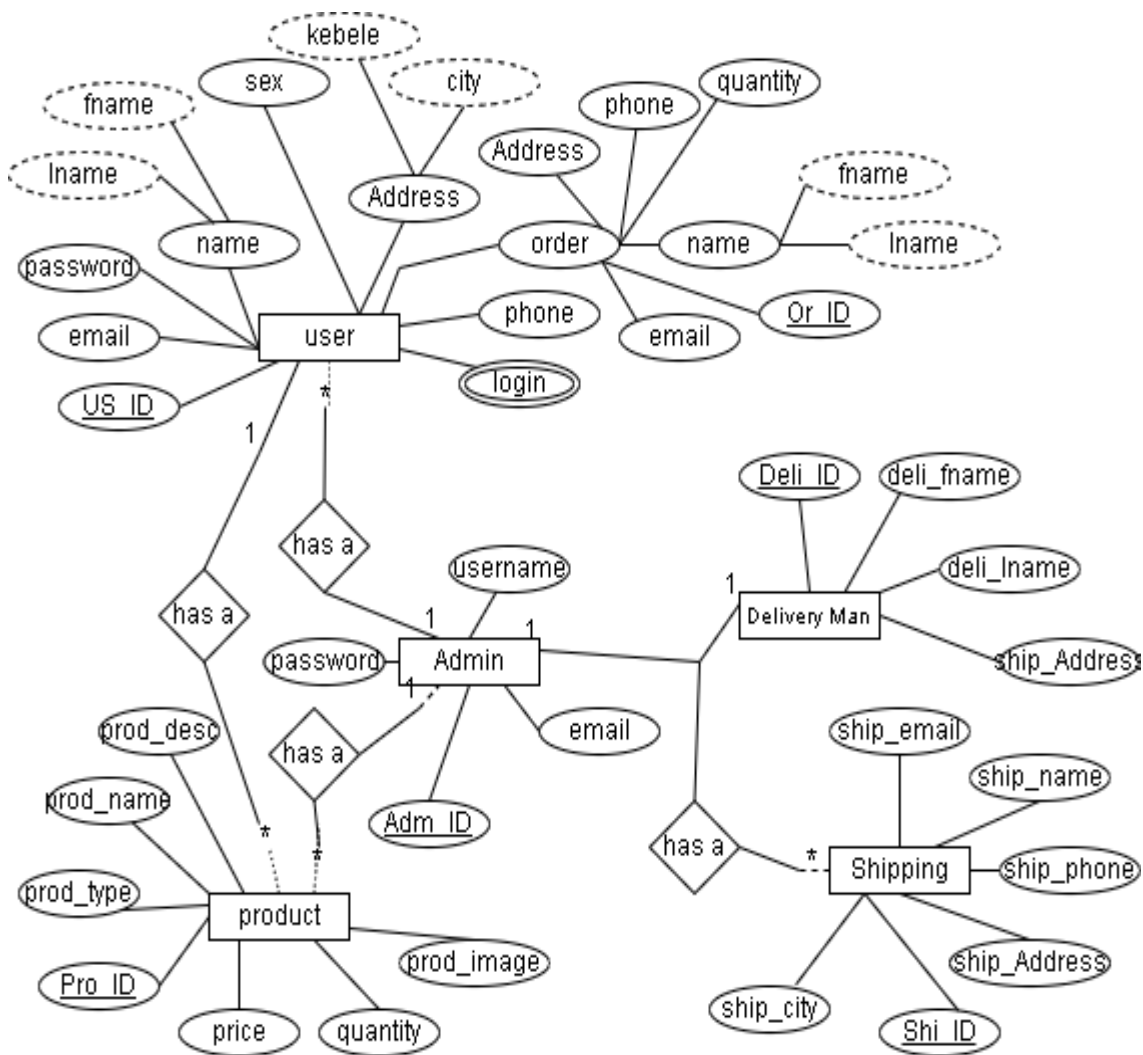 kebele
sex
city
quantity
fname
phone
Address
lname
fname
Address
name
order
name
lname
password
Or_ID
phone
user
email
email
login
*
US_ID
1
Deli_ID
deli_fname
has a
username
deli_lname
1
has a
1
1
Delivery Man
password
Admin
ship_Address
1
prod_desc
email
ship_email
has a
ship_name
prod_name
Adm_ID
*
has a
*
*
Shipping
ship_phone
prod_type
product
prod_image
ship_Address
Pro_ID
ship_city
price
quantity
Shi_ID